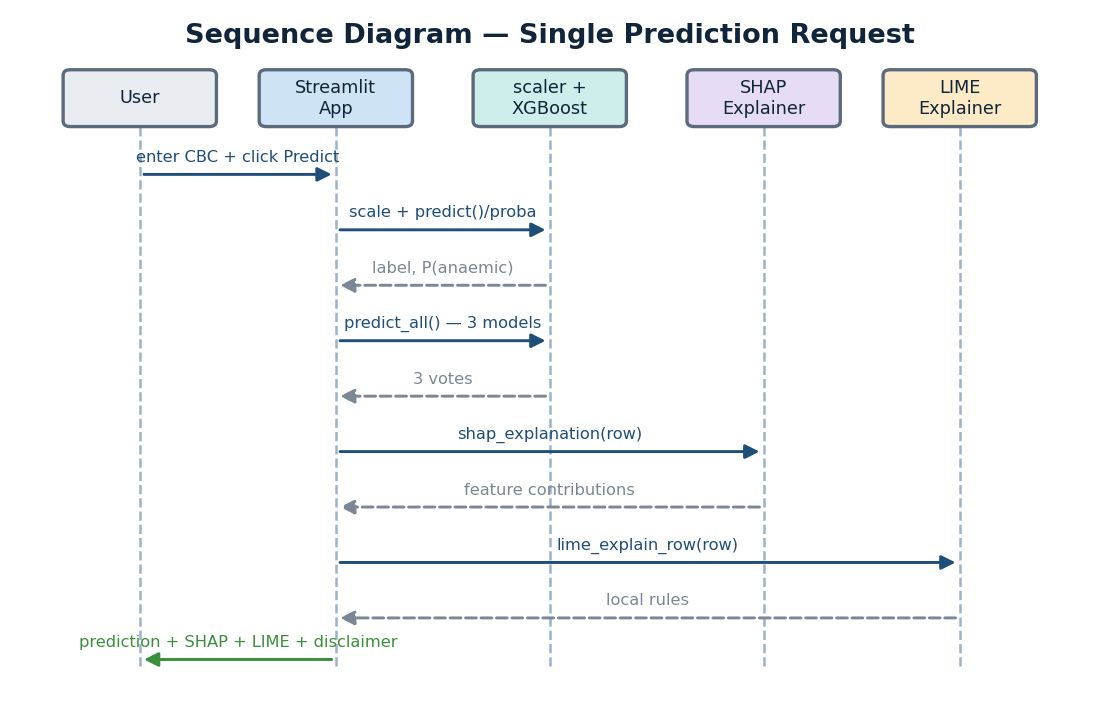 Sequence Diagram — Single Prediction Request
User
Streamlit
App
scaler +
XGBoost
SHAP
Explainer
LIME
Explainer
enter CBC + click Predict
scale + predict()/proba
label, P(anaemic)
predict_all() — 3 models
3 votes
shap_explanation(row)
feature contributions
lime_explain_row(row)
local rules
prediction + SHAP + LIME + disclaimer